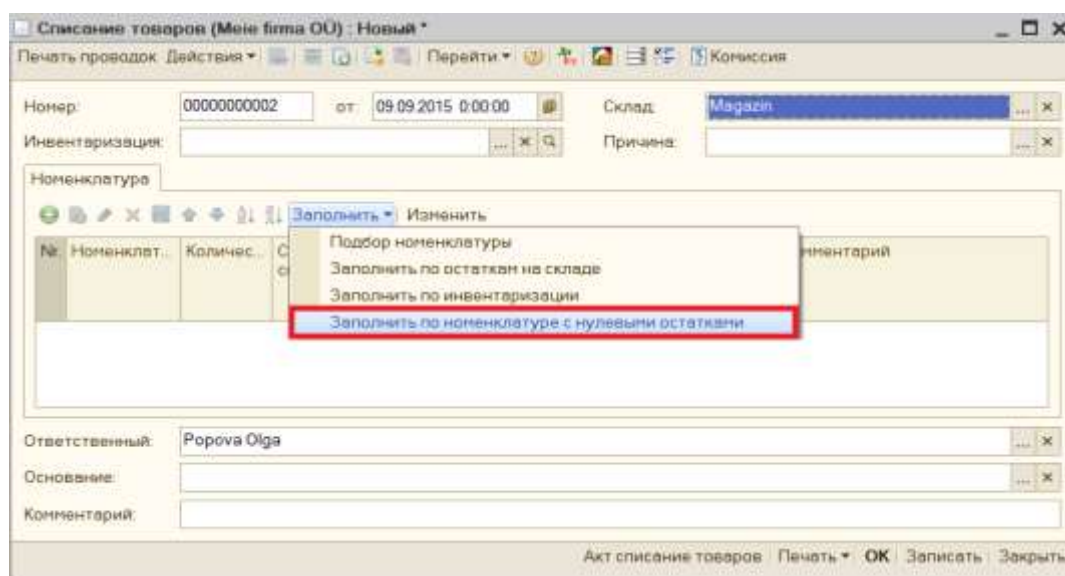 Списание товаров (Meie firma OÜ) : Новый *
Печать проводок Действия Перейти Комиссия
Номер: 00000000002 от 09.09.2015 0:00:00 Склад: Magazin ... ×
Инвентаризация: ... × Причина: ... ×
Номенклатура
Заполнить Изменить
№ Номенклат... Количес... С
Подбор номенклатуры
мментарий
Заполнить по остаткам на складе
Заполнить по инвентаризации
Заполнить по номенклатуре с нулевыми остатками
Ответственный: Popova Olga ... ×
Основание: ... ×
Комментарий:
Акт списание товаров Печать OK Записать Закрыть